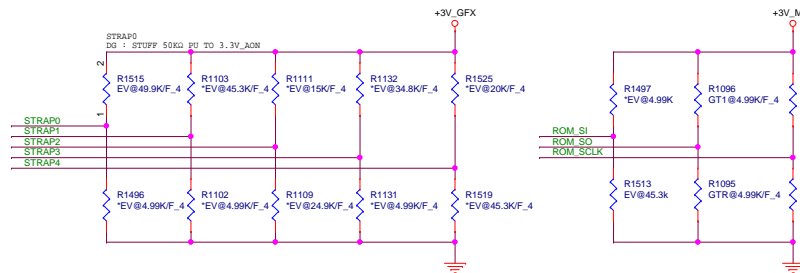 +3V_GFX
+3V_M
STRAP0
DG : STUFF 50KΩ PU TO 3.3V_AON
2
R1515
EV@49.9K/F_4
R1103
*EV@45.3K/F_4
R1111
EV@15K/F_4
R1132
*EV@34.8K/F_4
R1525
*EV@20K/F_4
R1497
*EV@4.99K
R1096
GT1@4.99K/F_4
1
STRAP0
STRAP1
STRAP2
STRAP3
STRAP4
ROM_SI
ROM_SO
ROM_SCLK
R1496
*EV@4.99K/F_4
R1102
*EV@4.99K/F_4
R1109
*EV@24.9K/F_4
R1131
*EV@4.99K/F_4
R1519
*EV@45.3K/F_4
R1513
EV@45.3k
R1095
GTR@4.99K/F_4